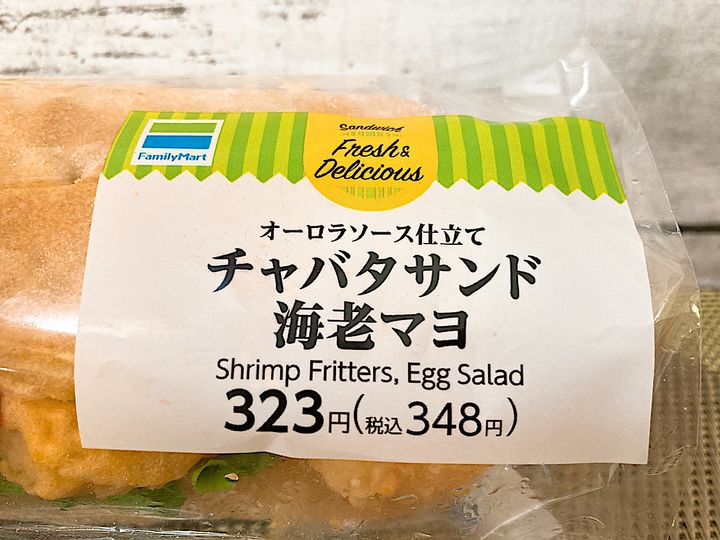 FamilyMart
Sandwich
Fresh &
Delicious
オーロラソース仕立て
チャバタサンド
海老マヨ
Shrimp Fritters, Egg Salad
323円(税込348円)